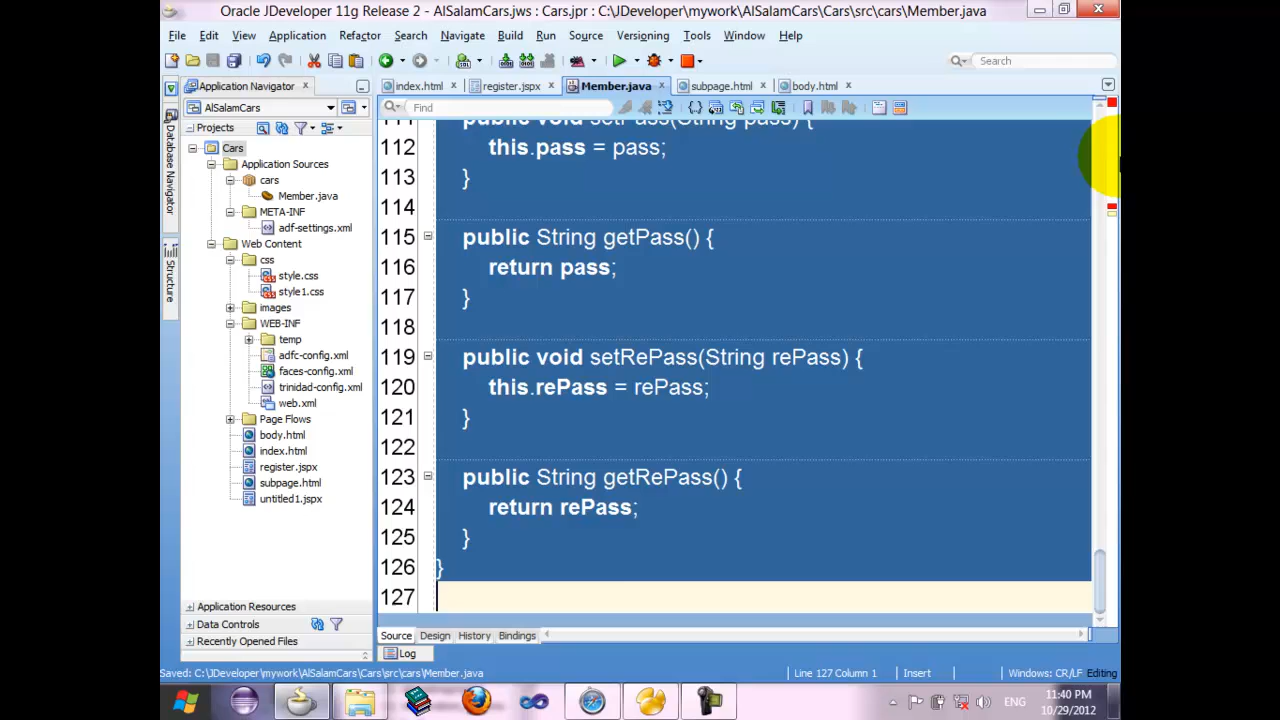 Oracle JDeveloper 11g Release 2 - AlSalamCars.jws : Cars.jpr : C:\JDeveloper\mywork\AlSalamCars\Cars\src\cars\Member.java
File Edit View Application Refactor Search Navigate Build Run Source Versioning Tools Window Help
Search
Application Navigator
index.html register.jspx Member.java subpage.html body.html
AlSalamCars
Find
Projects
Database Navigator
Structure
Cars
Application Sources
cars
Member.java
META-INF
adf-settings.xml
Web Content
css
style.css
style1.css
images
WEB-INF
temp
adfc-config.xml
faces-config.xml
trinidad-config.xml
web.xml
Page Flows
body.html
index.html
register.jspx
subpage.html
untitled1.jspx
Application Resources
Data Controls
Recently Opened Files
111 public void setPass(String pass) {
112 this.pass = pass;
113 }
114
115 public String getPass() {
116 return pass;
117 }
118
119 public void setRePass(String rePass) {
120 this.rePass = rePass;
121 }
122
123 public String getRePass() {
124 return rePass;
125 }
126 }
127
Source Design History Bindings
Log
Saved: C:\JDeveloper\mywork\AlSalamCars\Cars\src\cars\Member.java
Line 127 Column 1 Insert Windows: CR/LF Editing
ENG
11:40 PM
10/29/2012